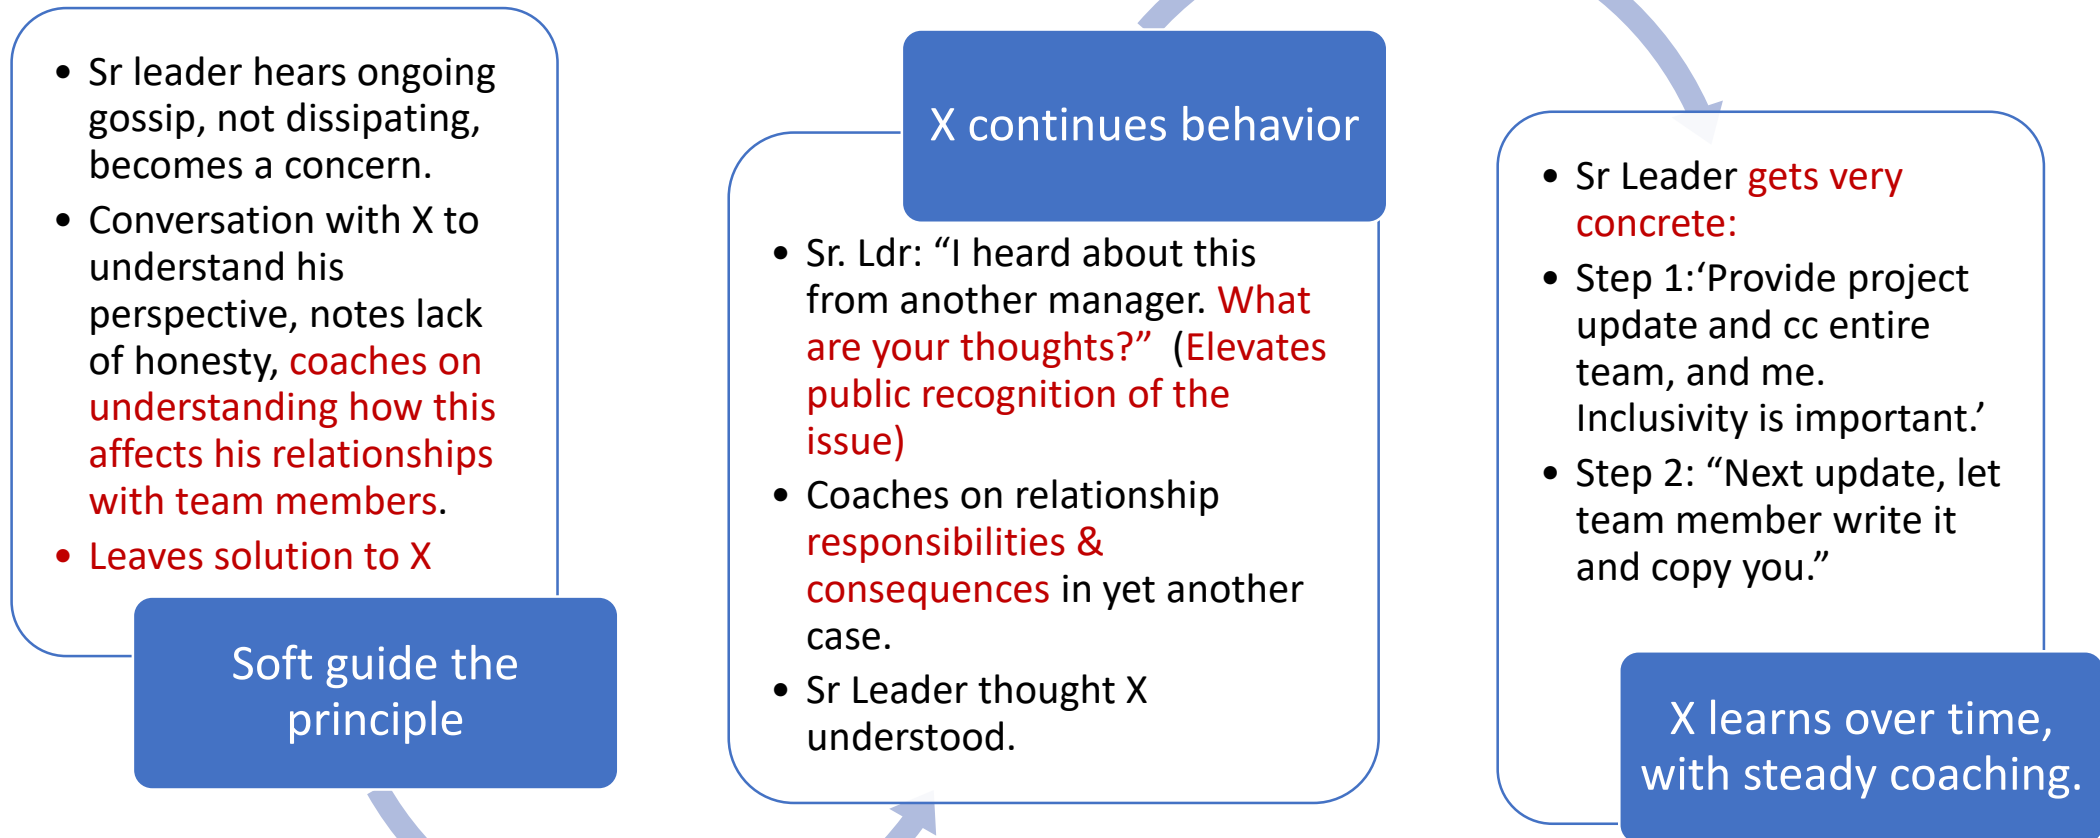 • Sr leader hears ongoing
gossip, not dissipating,
becomes a concern.
• Conversation with X to
understand his
perspective, notes lack
of honesty, coaches on
understanding how this
affects his relationships
with team members.
• Leaves solution to X
Soft guide the
principle
X continues behavior
• Sr. Ldr: “I heard about this
from another manager. What
are your thoughts?” (Elevates
public recognition of the
issue)
• Coaches on relationship
responsibilities &
consequences in yet another
case.
• Sr Leader thought X
understood.
• Sr Leader gets very
concrete:
• Step 1:‘Provide project
update and cc entire
team, and me.
Inclusivity is important.’
• Step 2: “Next update, let
team member write it
and copy you.”
X learns over time,
with steady coaching.